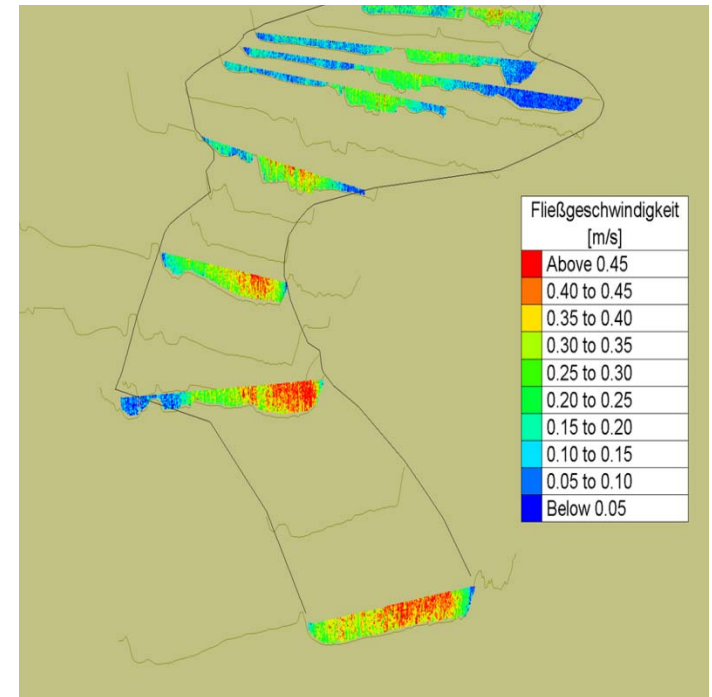 Fließgeschwindigkeit
[m/s]
Above 0.45
0.40 to 0.45
0.35 to 0.40
0.30 to 0.35
0.25 to 0.30
0.20 to 0.25
0.15 to 0.20
0.10 to 0.15
0.05 to 0.10
Below 0.05